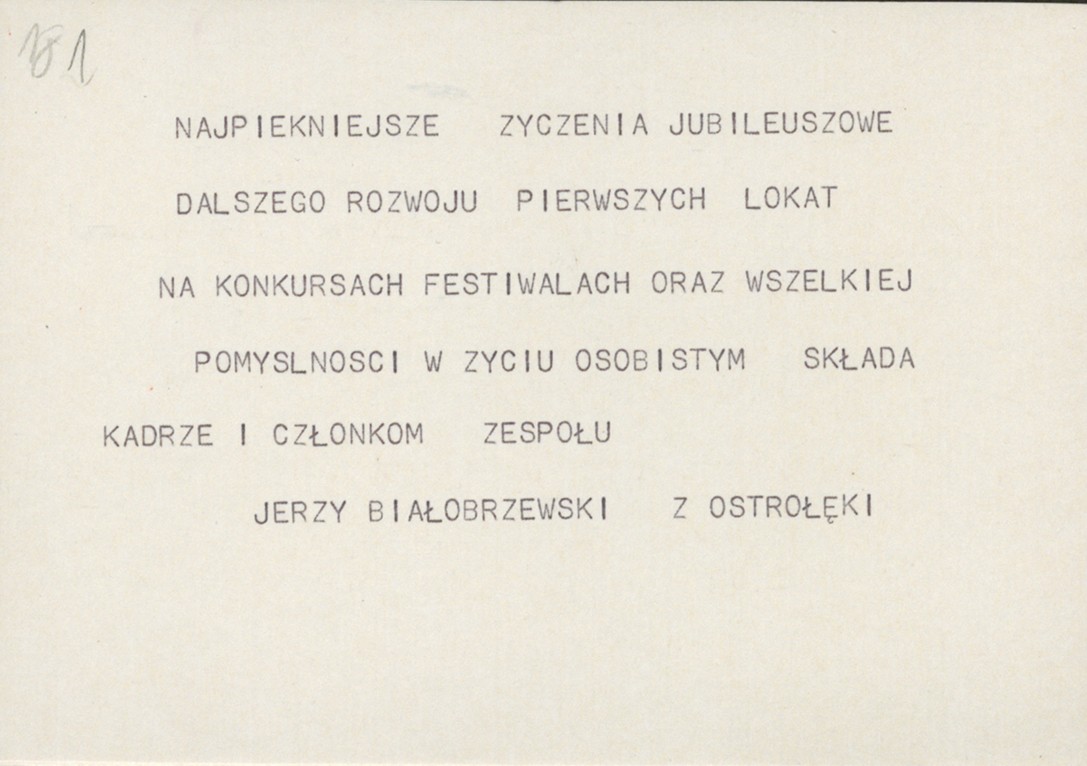 NAJPIEKNIEJSZE ZYCZENIA JUBILEUSZOWE
DALSZEGO ROZWOJU PIERWSZYCH LOKAT
NA KONKURSACH FESTIWALACH ORAZ WSZELKIEJ
POMYSLNOSCI W ZYCIU OSOBISTYM SKŁADA
KADRZE I CZŁONKOM ZESPOŁU
JERZY BIAŁOBRZEWSKI Z OSTROŁĘKI